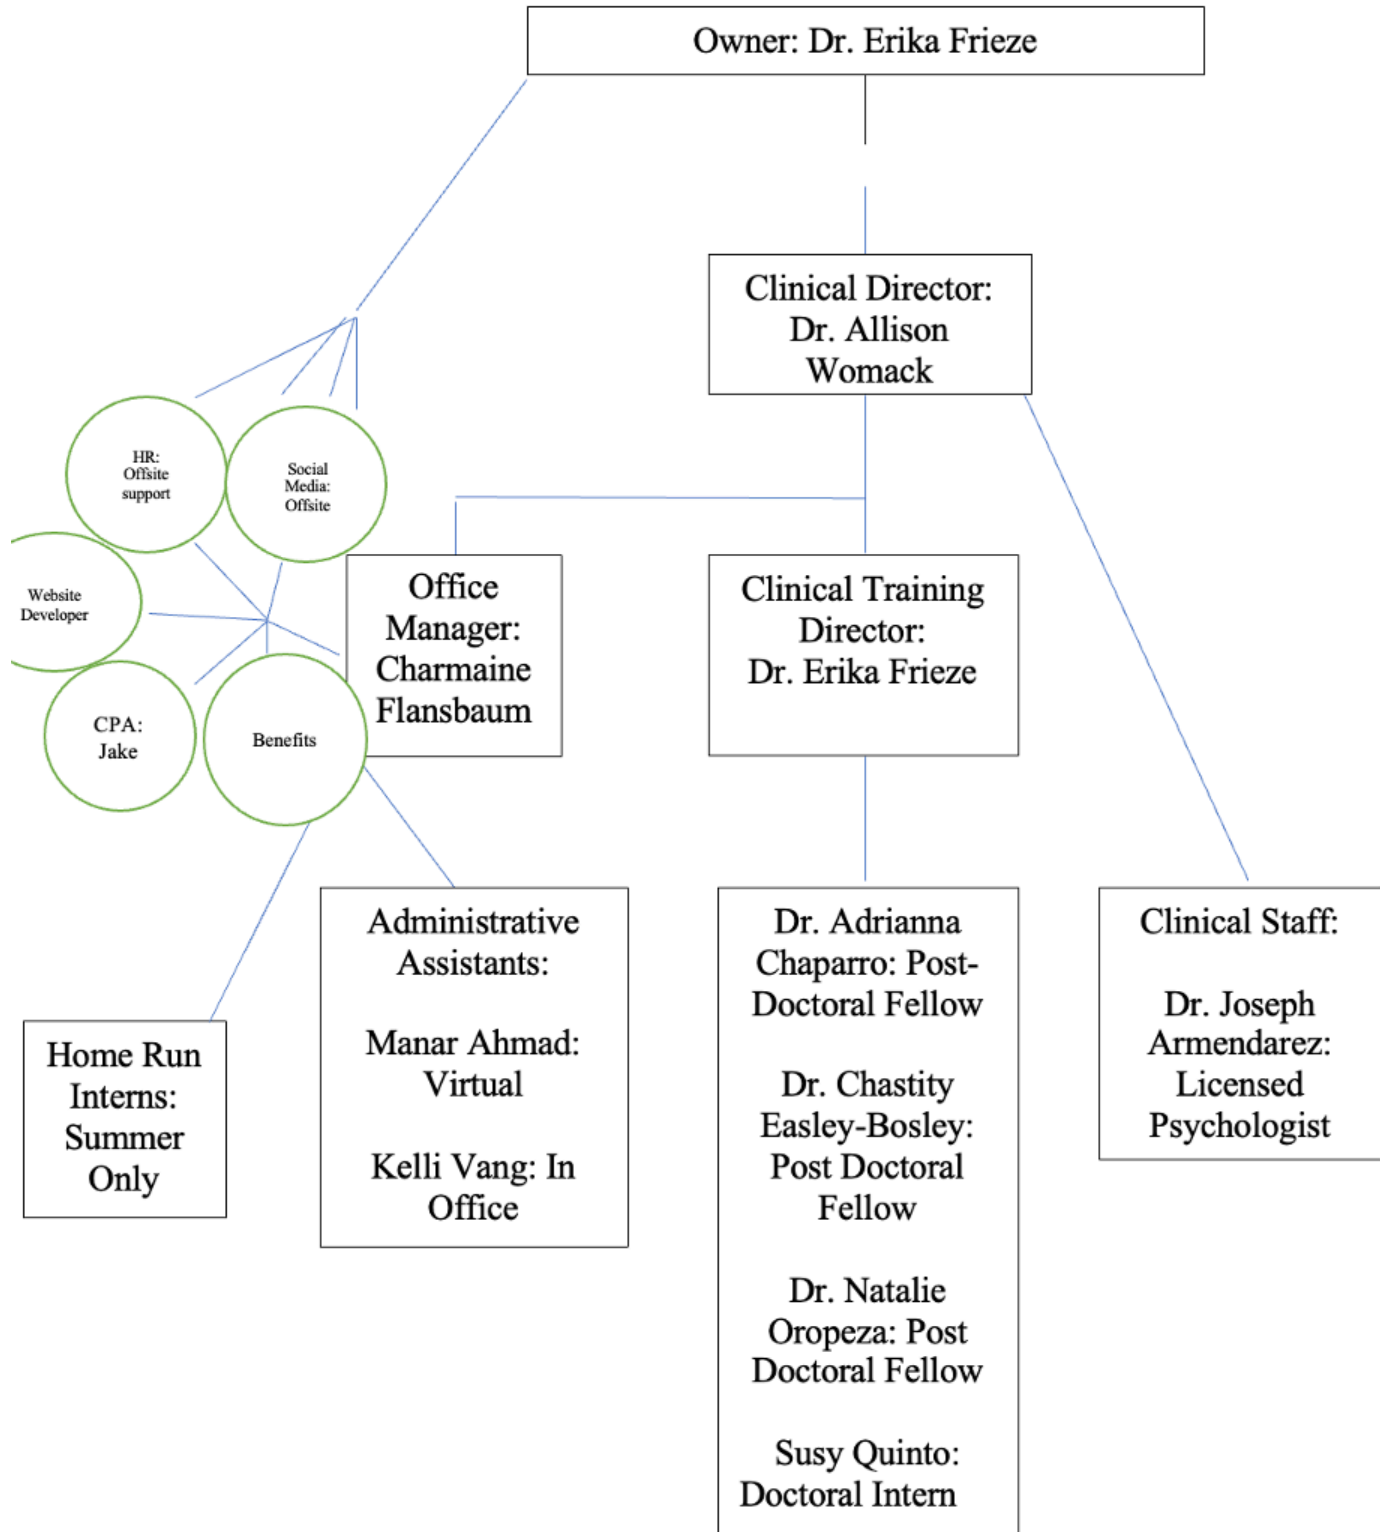 Owner: Dr. Erika Frieze
Clinical Director:
Dr. Allison
Womack
HR:
Offsite
support
Social
Media:
Offsite
Website
Developer
CPA:
Jake
Benefits
Office
Manager:
Charmaine
Flansbaum
Clinical Training
Director:
Dr. Erika Frieze
Home Run
Interns:
Summer
Only
Administrative
Assistants:
Manar Ahmad:
Virtual
Kelli Vang: In
Office
Dr. Adrianna
Chaparro: Post-
Doctoral Fellow
Dr. Chastity
Easley-Bosley:
Post Doctoral
Fellow
Dr. Natalie
Oropeza: Post
Doctoral Fellow
Susy Quinto:
Doctoral Intern
Clinical Staff:
Dr. Joseph
Armendarez:
Licensed
Psychologist